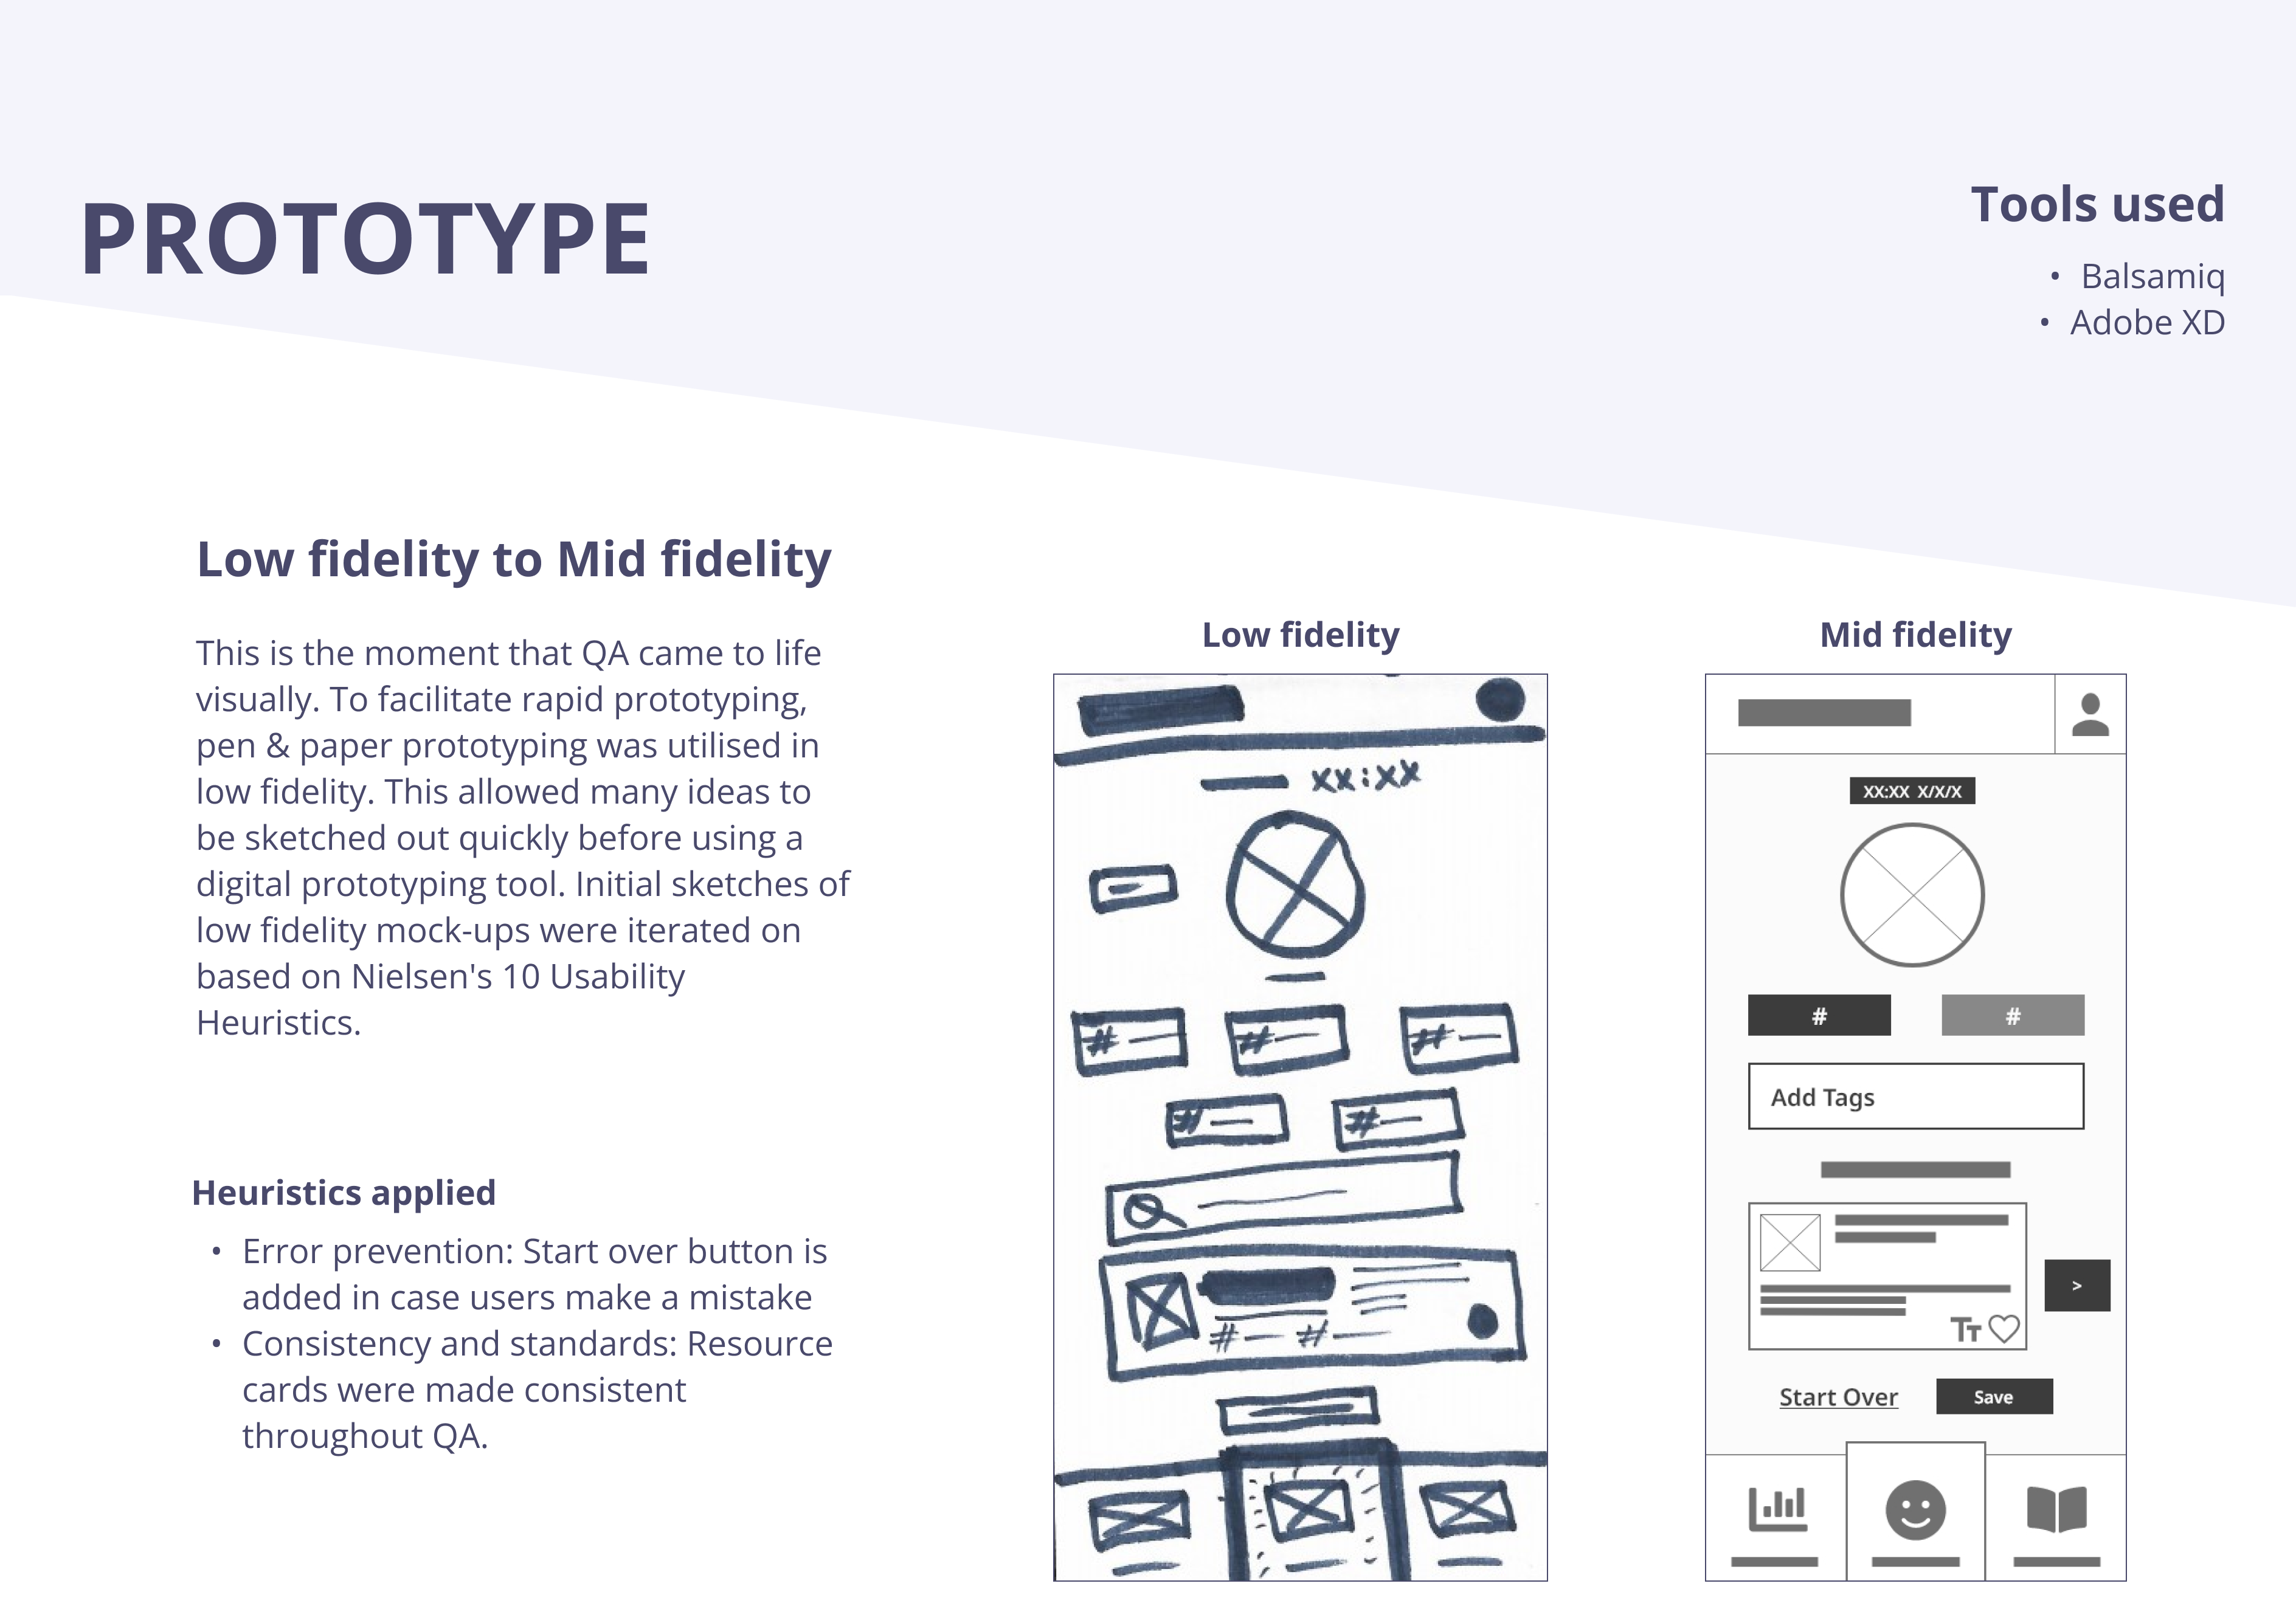 PROTOTYPE
Tools used
• Balsamiq
• Adobe XD
Low fidelity to Mid fidelity
This is the moment that QA came to life
visually. To facilitate rapid prototyping,
pen & paper prototyping was utilised in
low fidelity. This allowed many ideas to
be sketched out quickly before using a
digital prototyping tool. Initial sketches of
low fidelity mock-ups were iterated on
based on Nielsen's 10 Usability
Heuristics.
Heuristics applied
• Error prevention: Start over button is
added in case users make a mistake
• Consistency and standards: Resource
cards were made consistent
throughout QA.
Low fidelity
xx:xx
# # #
# #
# #
Mid fidelity
XX:XX X/X/X
# #
Add Tags
>
TT
Start Over Save